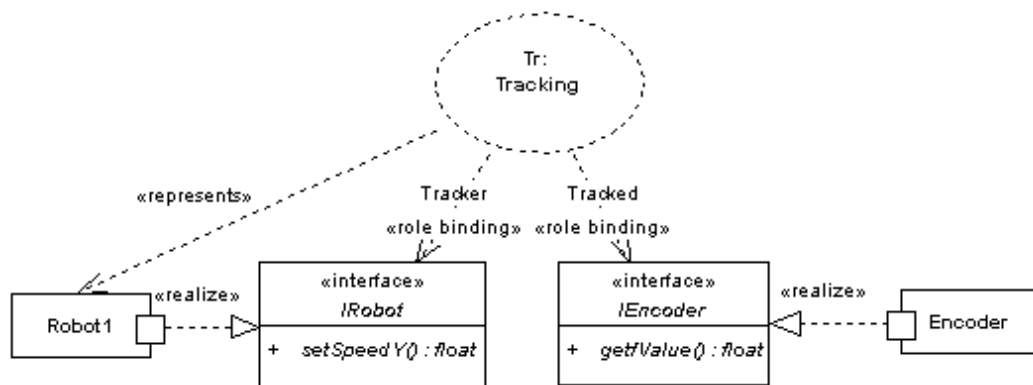 Tr:
Tracking
«represents»
Tracker
Tracked
«role binding»
«role binding»
«realize»
«interface»
IRobot
«interface»
IEncoder
«realize»
Robot1
+ setSpeedY() : float
+ getfValue() : float
Encoder